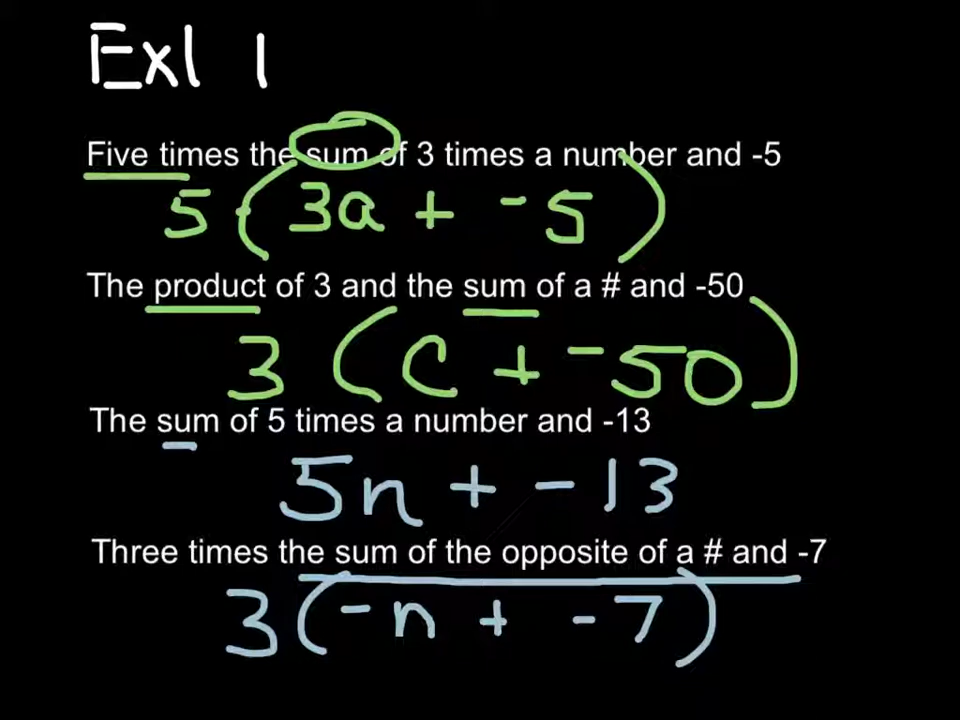 Ex1 1
Five times the sum of 3 times a number and -5
5 (3a + -5)
The product of 3 and the sum of a # and -50
3 (c + -50)
The sum of 5 times a number and -13
5n + -13
Three times the sum of the opposite of a # and -7
3(-n + -7)